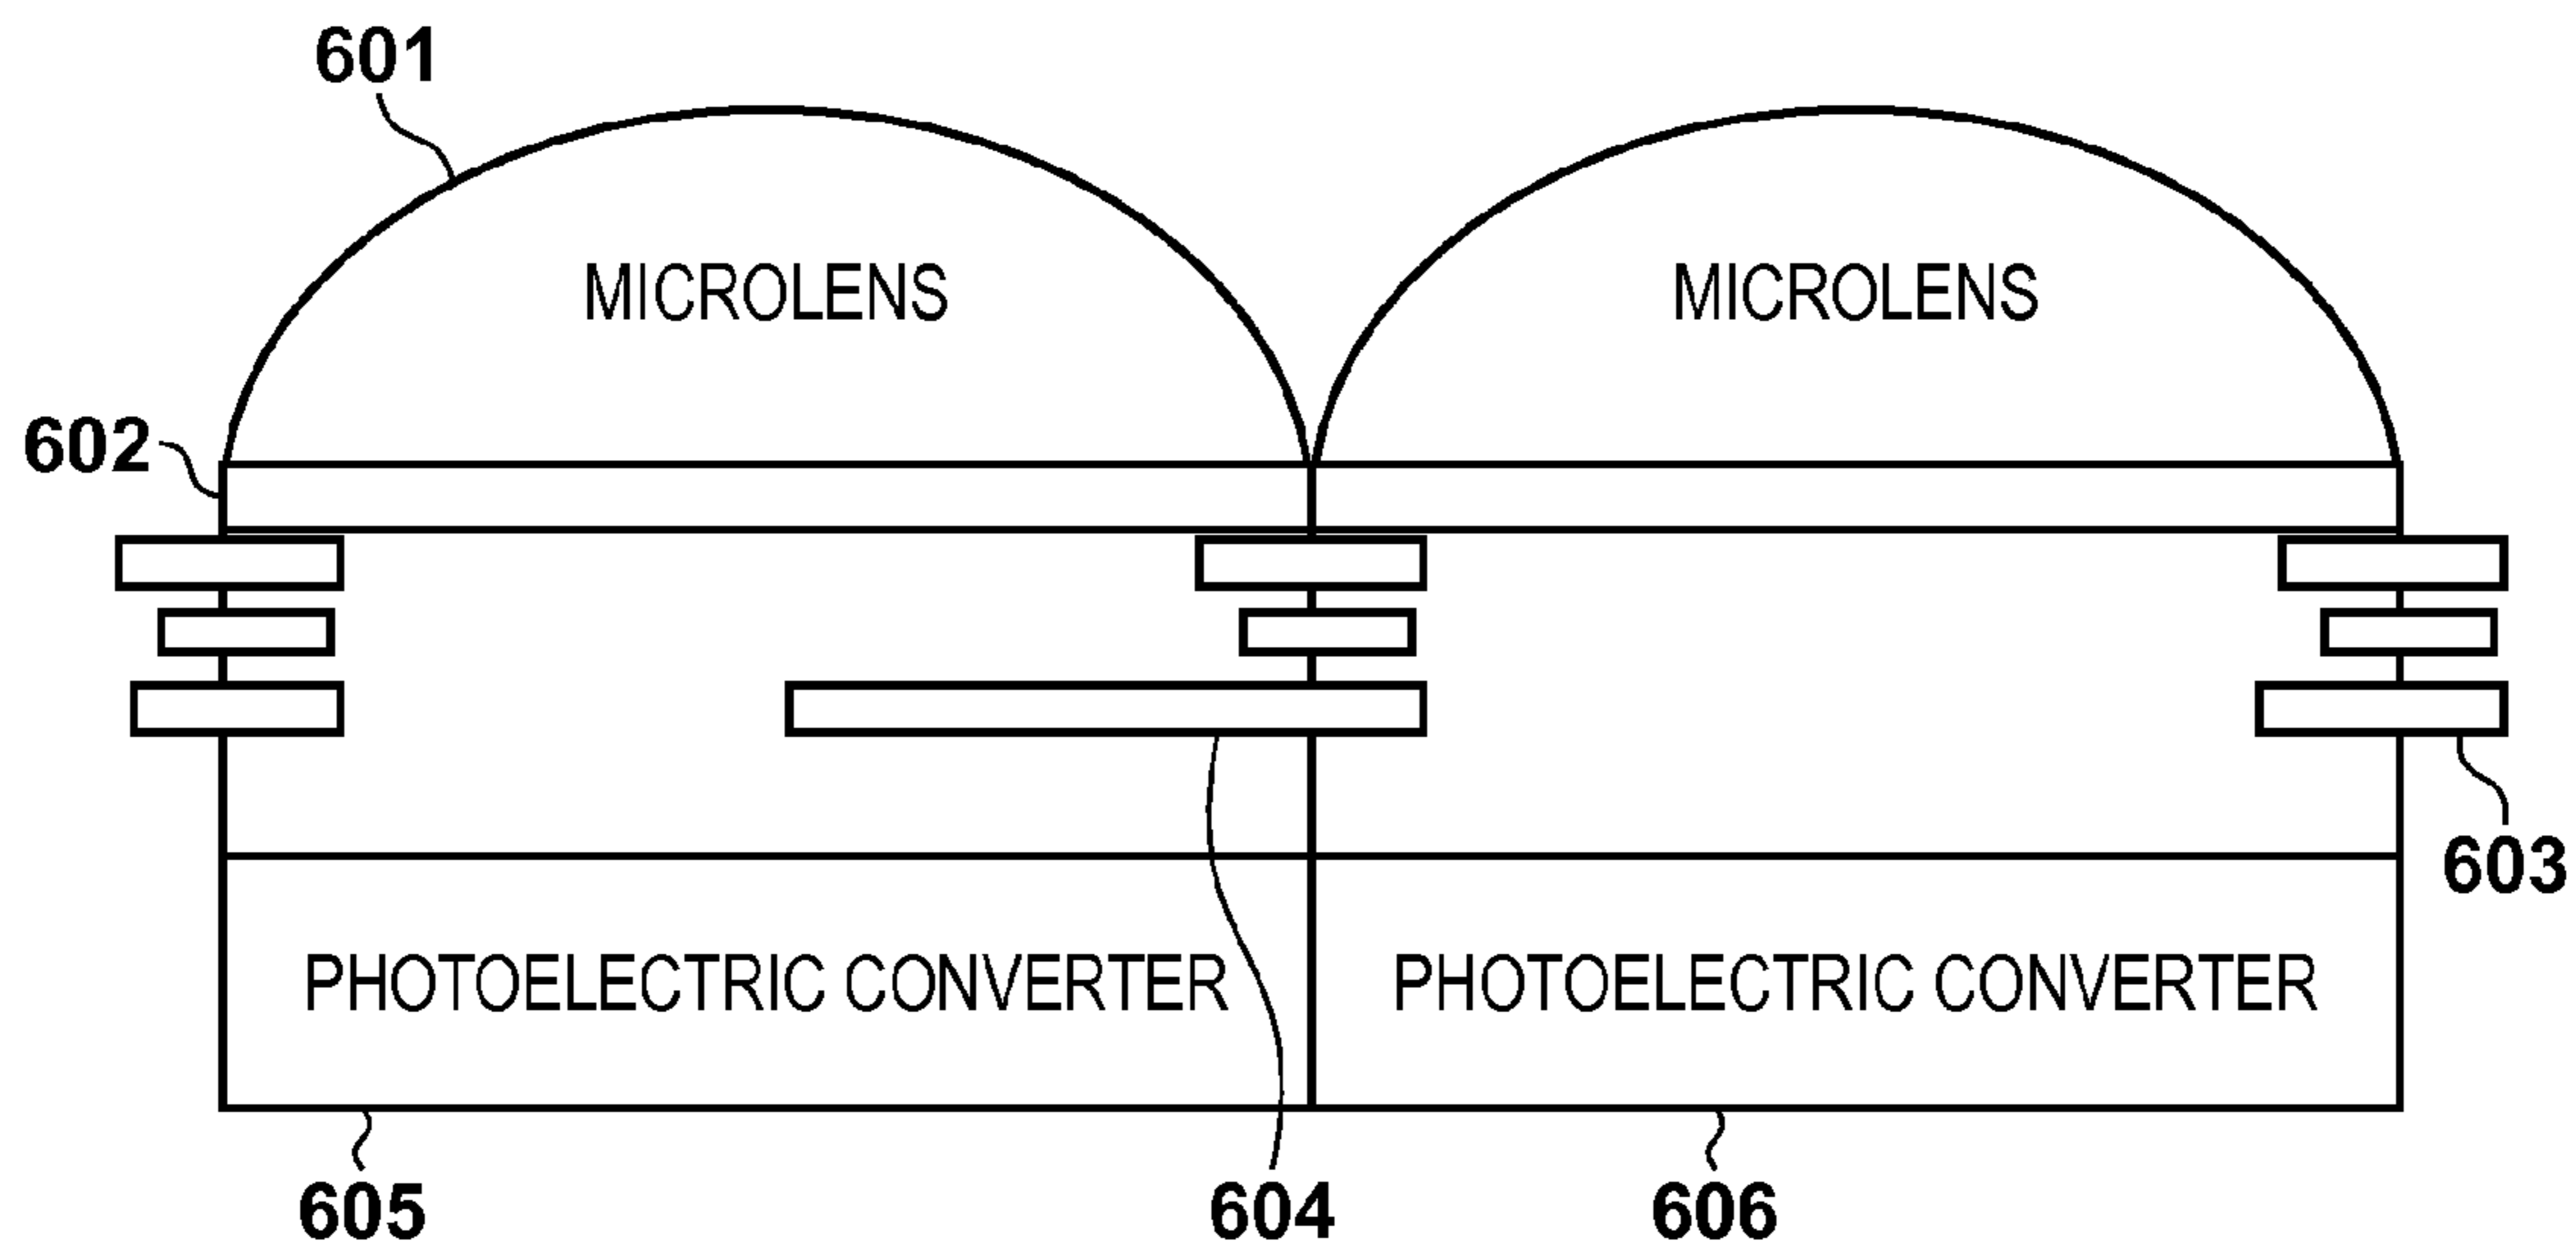 601
MICROLENS MICROLENS
602
603
PHOTOELECTRIC CONVERTER PHOTOELECTRIC CONVERTER
605 604 606